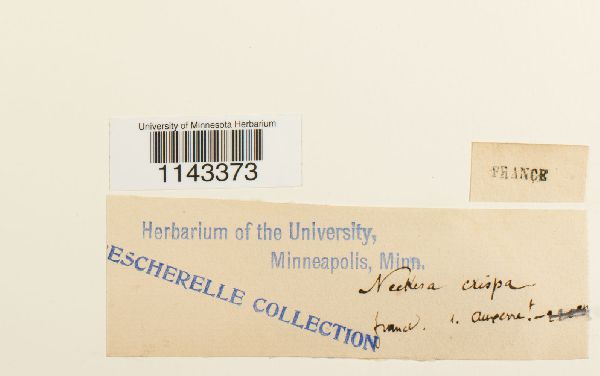 University of Minnesota Herbarium
1143373
FRANCE
Herbarium of the University,
Minneapolis, Minn.
ESCHERELLE COLLECTION
Neckera crispa